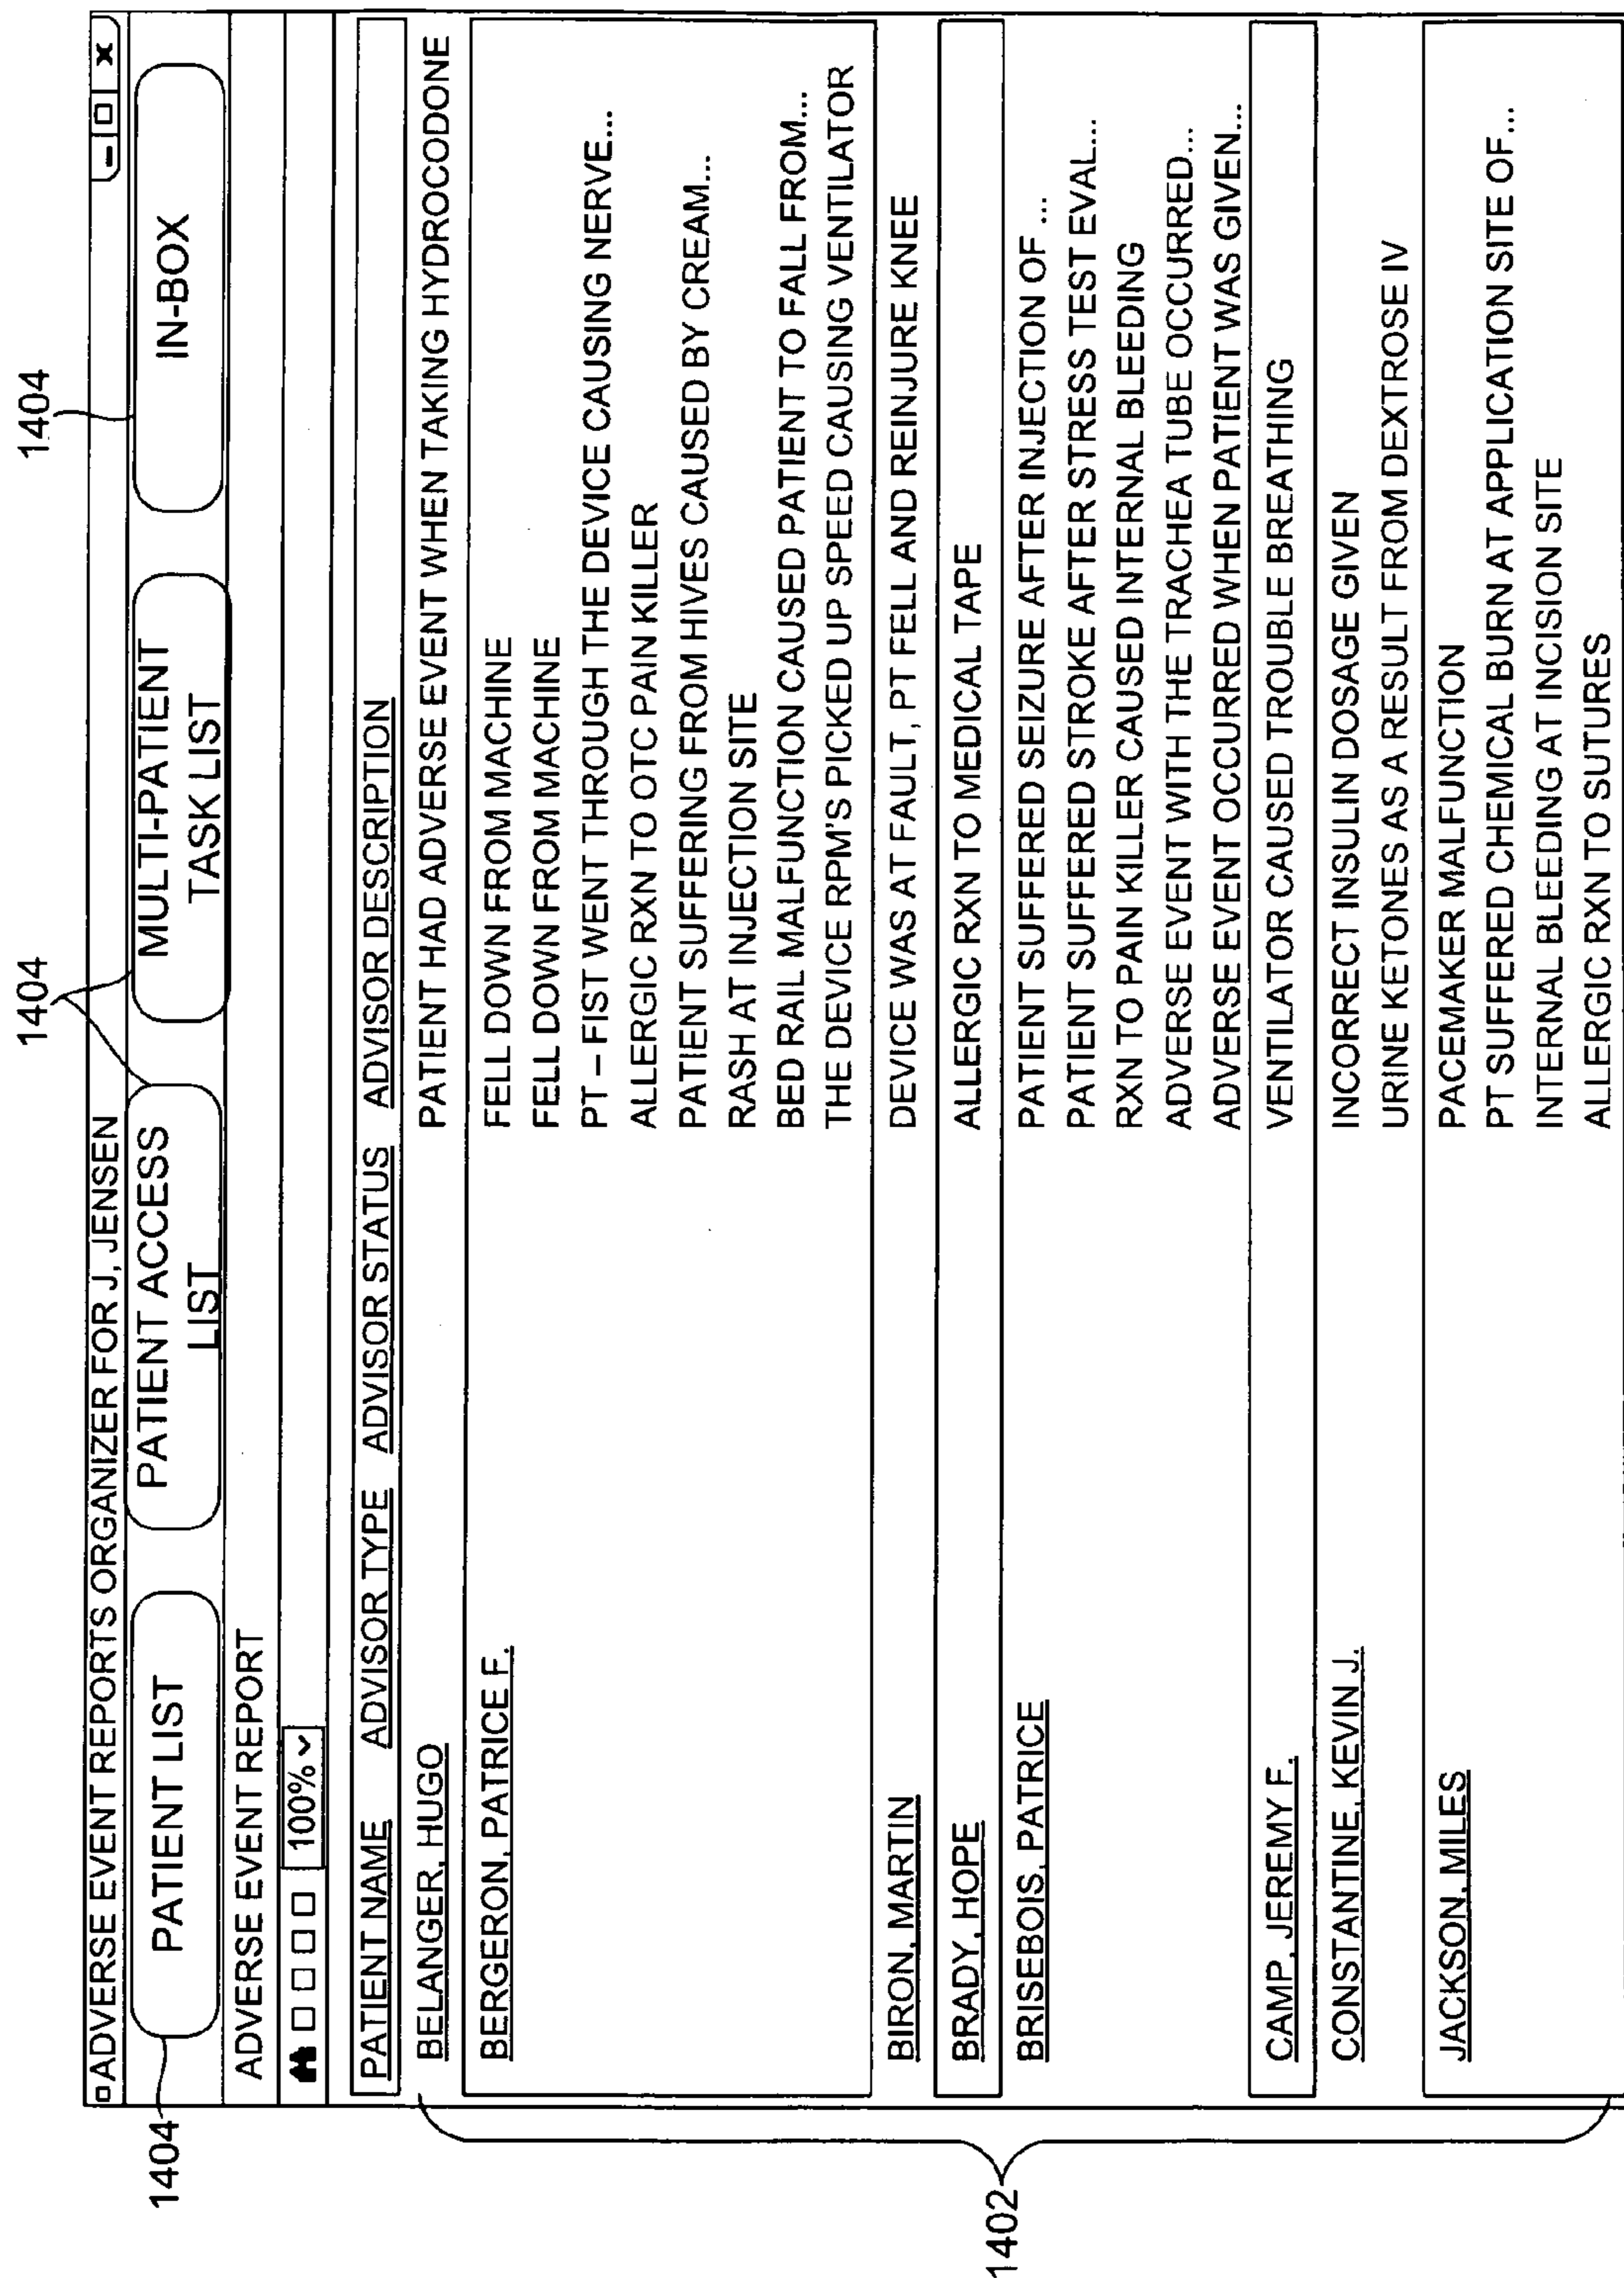 1404
1404
1404
ADVERSE EVENT REPORTS ORGANIZER FOR J, JENSEN
PATIENT LIST
PATIENT ACCESS
LIST
MULTI-PATIENT
TASK LIST
IN-BOX
ADVERSE EVENT REPORT
100%
PATIENT NAME ADVISOR TYPE ADVISOR STATUS ADVISOR DESCRIPTION
BELANGER, HUGO PATIENT HAD ADVERSE EVENT WHEN TAKING HYDROCODONE
BERGERON, PATRICE F. FELL DOWN FROM MACHINE
FELL DOWN FROM MACHINE
PT – FIST WENT THROUGH THE DEVICE CAUSING NERVE...
ALLERGIC RXN TO OTC PAIN KILLER
PATIENT SUFFERING FROM HIVES CAUSED BY CREAM...
RASH AT INJECTION SITE
BED RAIL MALFUNCTION CAUSED PATIENT TO FALL FROM...
THE DEVICE RPM'S PICKED UP SPEED CAUSING VENTILATOR
BIRON, MARTIN DEVICE WAS AT FAULT, PT FELL AND REINJURE KNEE
BRADY, HOPE ALLERGIC RXN TO MEDICAL TAPE
BRISEBOIS, PATRICE PATIENT SUFFERED SEIZURE AFTER INJECTION OF ...
PATIENT SUFFERED STROKE AFTER STRESS TEST EVAL...
RXN TO PAIN KILLER CAUSED INTERNAL BLEEDING
ADVERSE EVENT WITH THE TRACHEA TUBE OCCURRED...
ADVERSE EVENT OCCURRED WHEN PATIENT WAS GIVEN...
CAMP, JEREMY F. VENTILATOR CAUSED TROUBLE BREATHING
CONSTANTINE, KEVIN J. INCORRECT INSULIN DOSAGE GIVEN
URINE KETONES AS A RESULT FROM DEXTROSE IV
JACKSON, MILES PACEMAKER MALFUNCTION
PT SUFFERED CHEMICAL BURN AT APPLICATION SITE OF...
INTERNAL BLEEDING AT INCISION SITE
ALLERGIC RXN TO SUTURES
1402